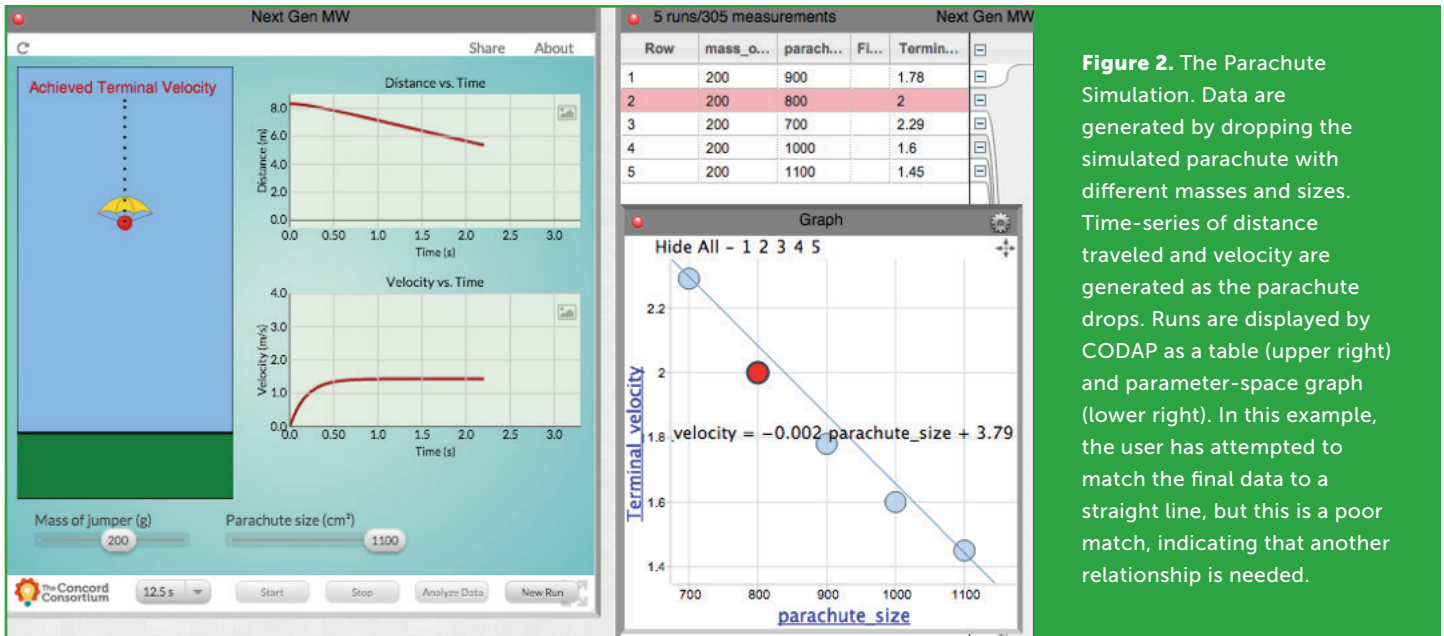 Next Gen MW
Share About
Achieved Terminal Velocity
Distance vs. Time
8.0
6.0
4.0
2.0
0.0
Distance (m)
0.0 0.50 1.0 1.5 2.0 2.5 3.0
Time (s)
Velocity vs. Time
4.0
3.0
2.0
1.0
0.0
Velocity (m/s)
0.0 0.50 1.0 1.5 2.0 2.5 3.0
Time (s)
Mass of jumper (g)
200
Parachute size (cm²)
1100
The Concord
Consortium
12.5 s
Start
Stop
Analyze Data
New Run
5 runs/305 measurements Next Gen MW
Row mass_o... parach... Fi... Termin...
1 200 900 1.78
2 200 800 2
3 200 700 2.29
4 200 1000 1.6
5 200 1100 1.45
Graph
Hide All – 1 2 3 4 5
2.2
2
1.8
1.6
1.4
Terminal_velocity
velocity = −0.002 parachute_size + 3.79
700 800 900 1000 1100
parachute_size
Figure 2. The Parachute
Simulation. Data are
generated by dropping the
simulated parachute with
different masses and sizes.
Time-series of distance
traveled and velocity are
generated as the parachute
drops. Runs are displayed by
CODAP as a table (upper right)
and parameter-space graph
(lower right). In this example,
the user has attempted to
match the final data to a
straight line, but this is a poor
match, indicating that another
relationship is needed.